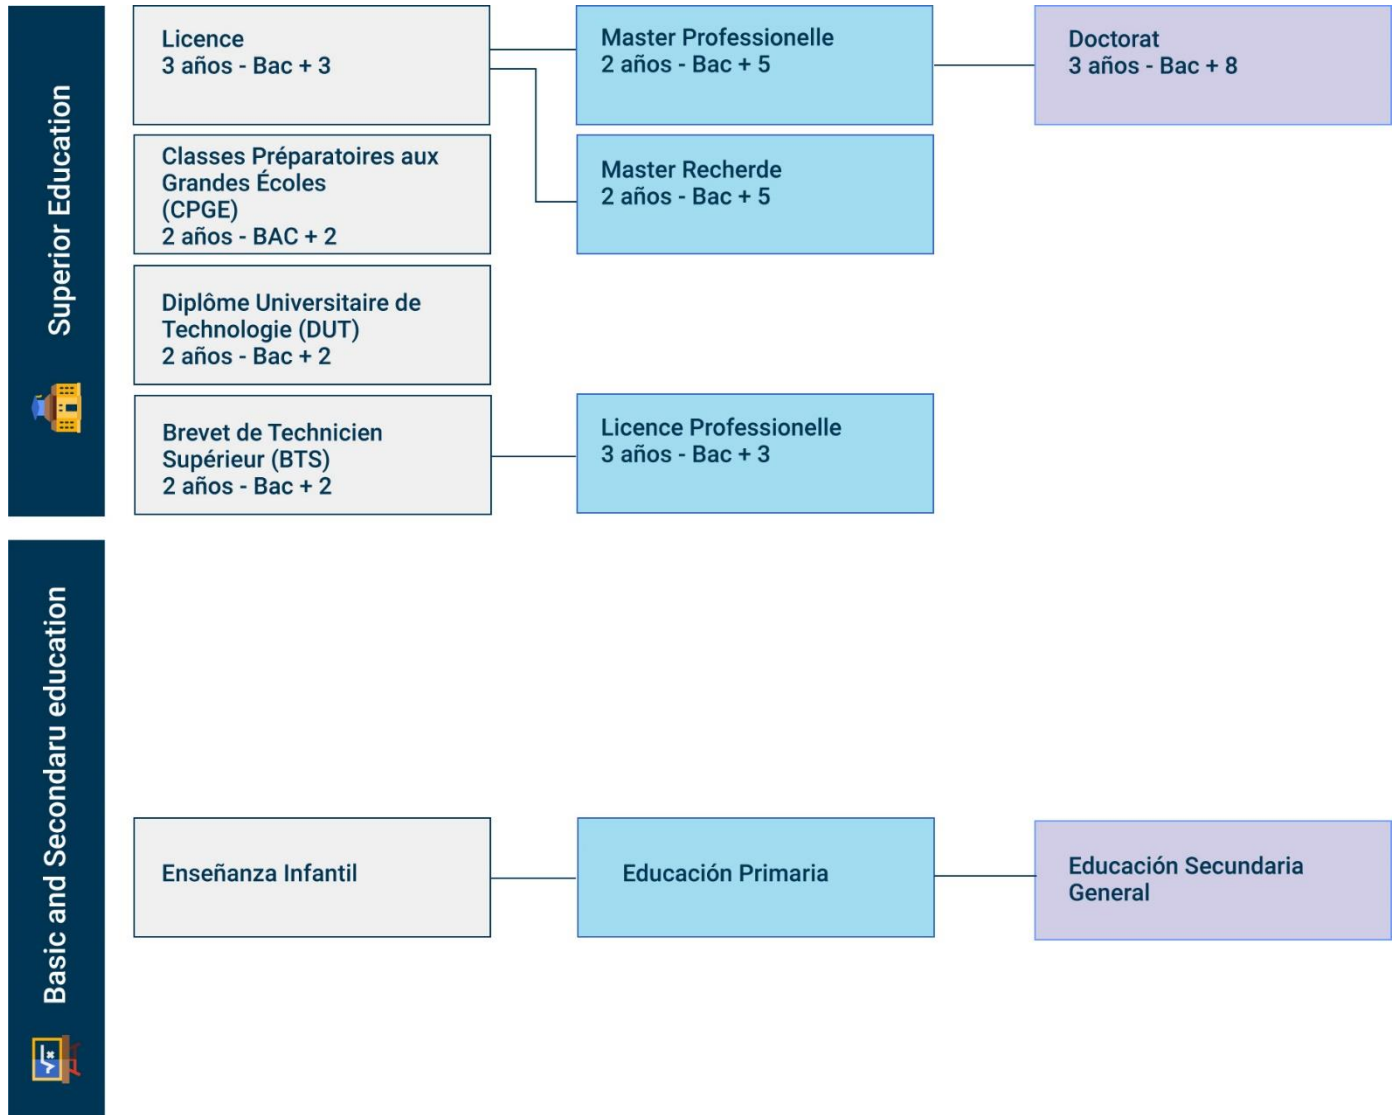 Superior Education
Licence
3 años - Bac + 3
Master Professionelle
2 años - Bac + 5
Doctorat
3 años - Bac + 8
Classes Préparatoires aux
Grandes Écoles
(CPGE)
2 años - BAC + 2
Master Recherde
2 años - Bac + 5
Diplôme Universitaire de
Technologie (DUT)
2 años - Bac + 2
Brevet de Technicien
Supérieur (BTS)
2 años - Bac + 2
Licence Professionelle
3 años - Bac + 3
Basic and Secondaru education
Enseñanza Infantil
Educación Primaria
Educación Secundaria
General